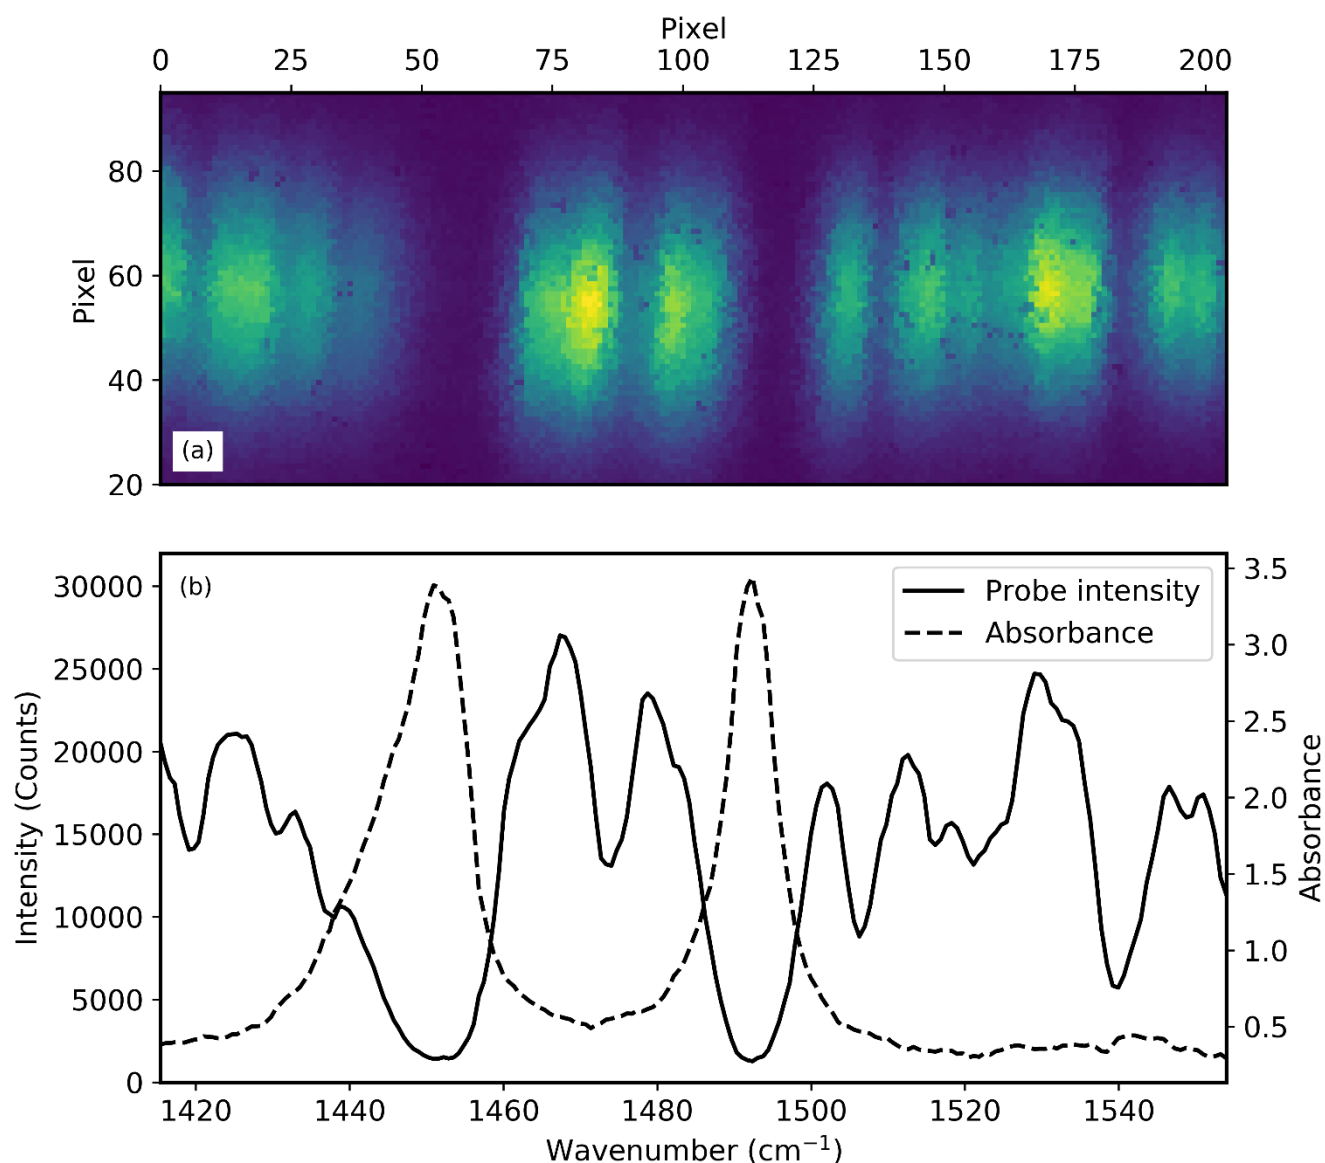 Pixel
0 25 50 75 100 125 150 175 200
Pixel
80
60
40
20
(a)
(b)
Probe intensity
Absorbance
Intensity (Counts)
30000
25000
20000
15000
10000
5000
0
3.5
3.0
2.5
2.0
1.5
1.0
0.5
Absorbance
1420 1440 1460 1480 1500 1520 1540
Wavenumber (cm⁻¹)